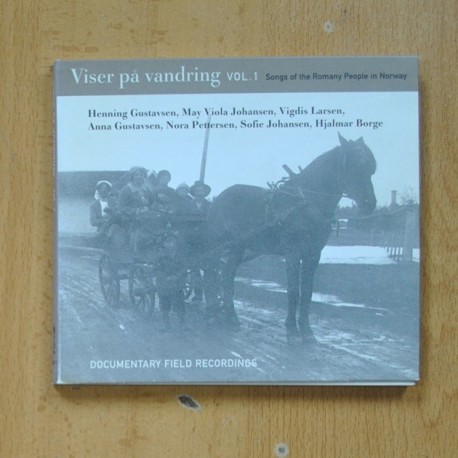 Viser på vandring VOL.1 Songs of the Romany People in Norway
Henning Gustavsen, May Viola Johansen, Vigdis Larsen,
Anna Gustavsen, Nora Pettersen, Sofie Johansen, Hjalmar Borge
DOCUMENTARY FIELD RECORDINGS